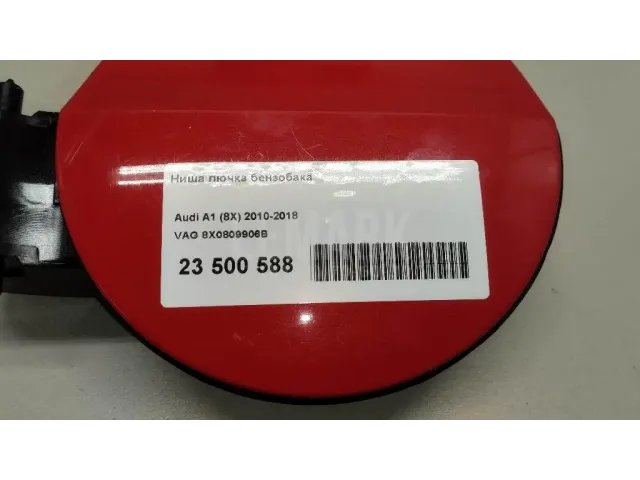 Ниша лючка бензобака
Audi A1 (8X) 2010-2018
VAG 8X0809906B
23 500 588